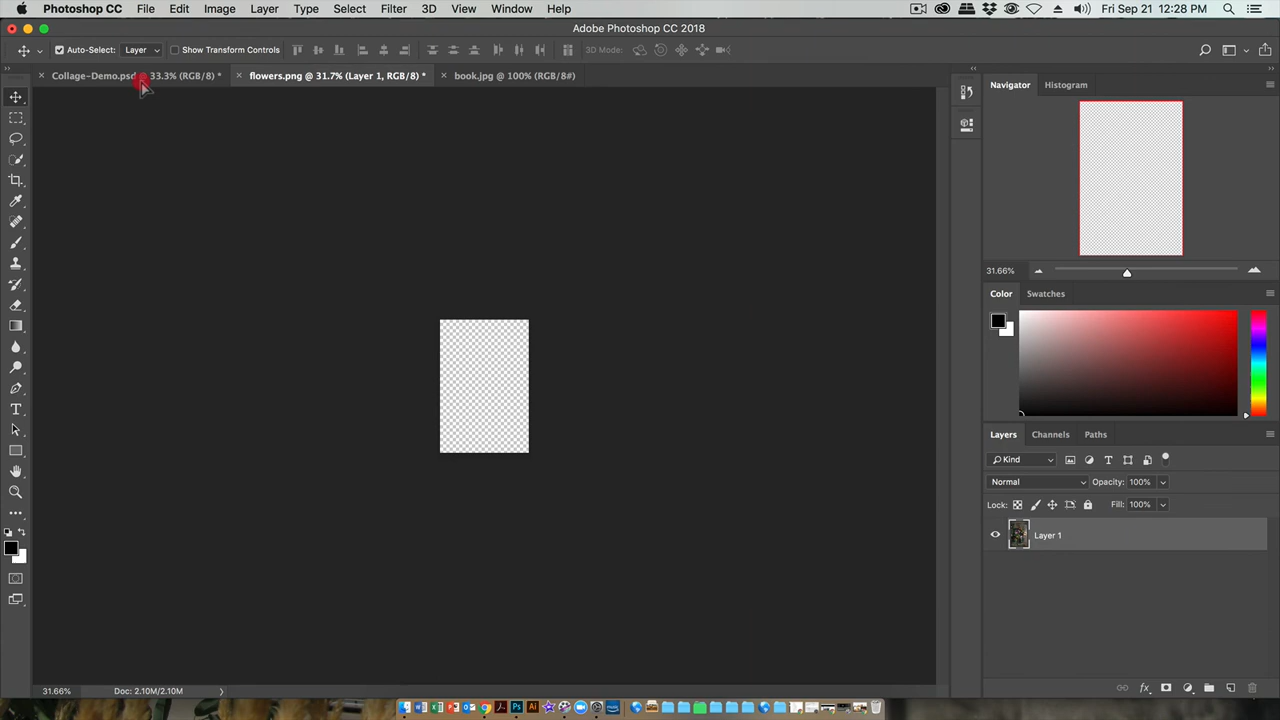 Photoshop CC File Edit Image Layer Type Select Filter 3D View Window Help Fri Sep 21 12:28 PM
Adobe Photoshop CC 2018
Auto-Select: Layer Show Transform Controls 3D Mode:
Collage-Demo.psd @ 33.3% (RGB/8) * flowers.png @ 31.7% (Layer 1, RGB/8) * book.jpg @ 100% (RGB/8#)
Navigator Histogram
31.66%
Color Swatches
Layers Channels Paths
Kind
Normal Opacity: 100%
Lock: Fill: 100%
Layer 1
fx
31.66% Doc: 2.10M/2.10M